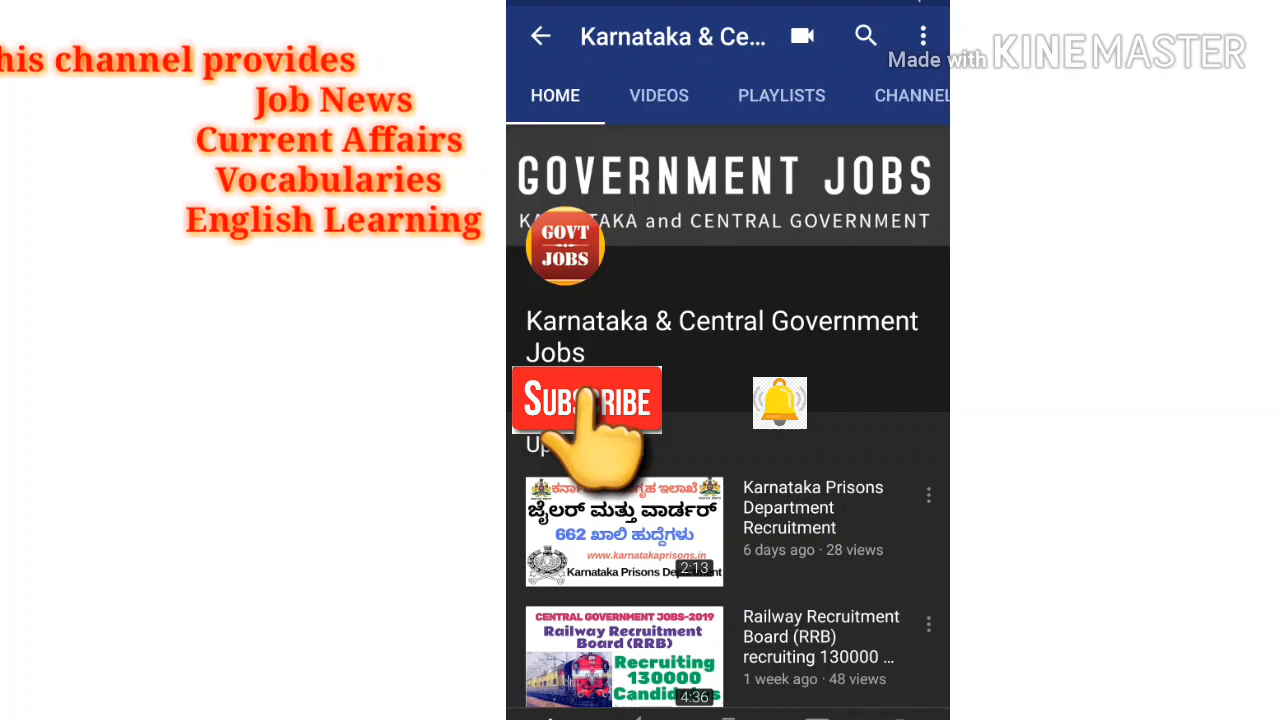 his channel provides
Job News
Current Affairs
Vocabularies
English Learning
Karnataka & Ce...
Made with KINEMASTER
HOME VIDEOS PLAYLISTS CHANNEL
GOVERNMENT JOBS
TAKA and CENTRAL GOVERNMENT
GOVT
JOBS
Karnataka & Central Government
Jobs
SUBSCRIBE
Up
ಜೈಲರ್ ಮತ್ತು ವಾರ್ಡರ್
662 ಖಾಲಿ ಹುದ್ದೆಗಳು
www.karnatakaprisons.in
Karnataka Prisons Department
2:13
Karnataka Prisons
Department
Recruitment
6 days ago · 28 views
CENTRAL GOVERNMENT JOBS-2019
Railway Recruitment
Board (RRB)
Recruiting
130000
Candidates
4:36
Railway Recruitment
Board (RRB)
recruiting 130000 ...
1 week ago · 48 views